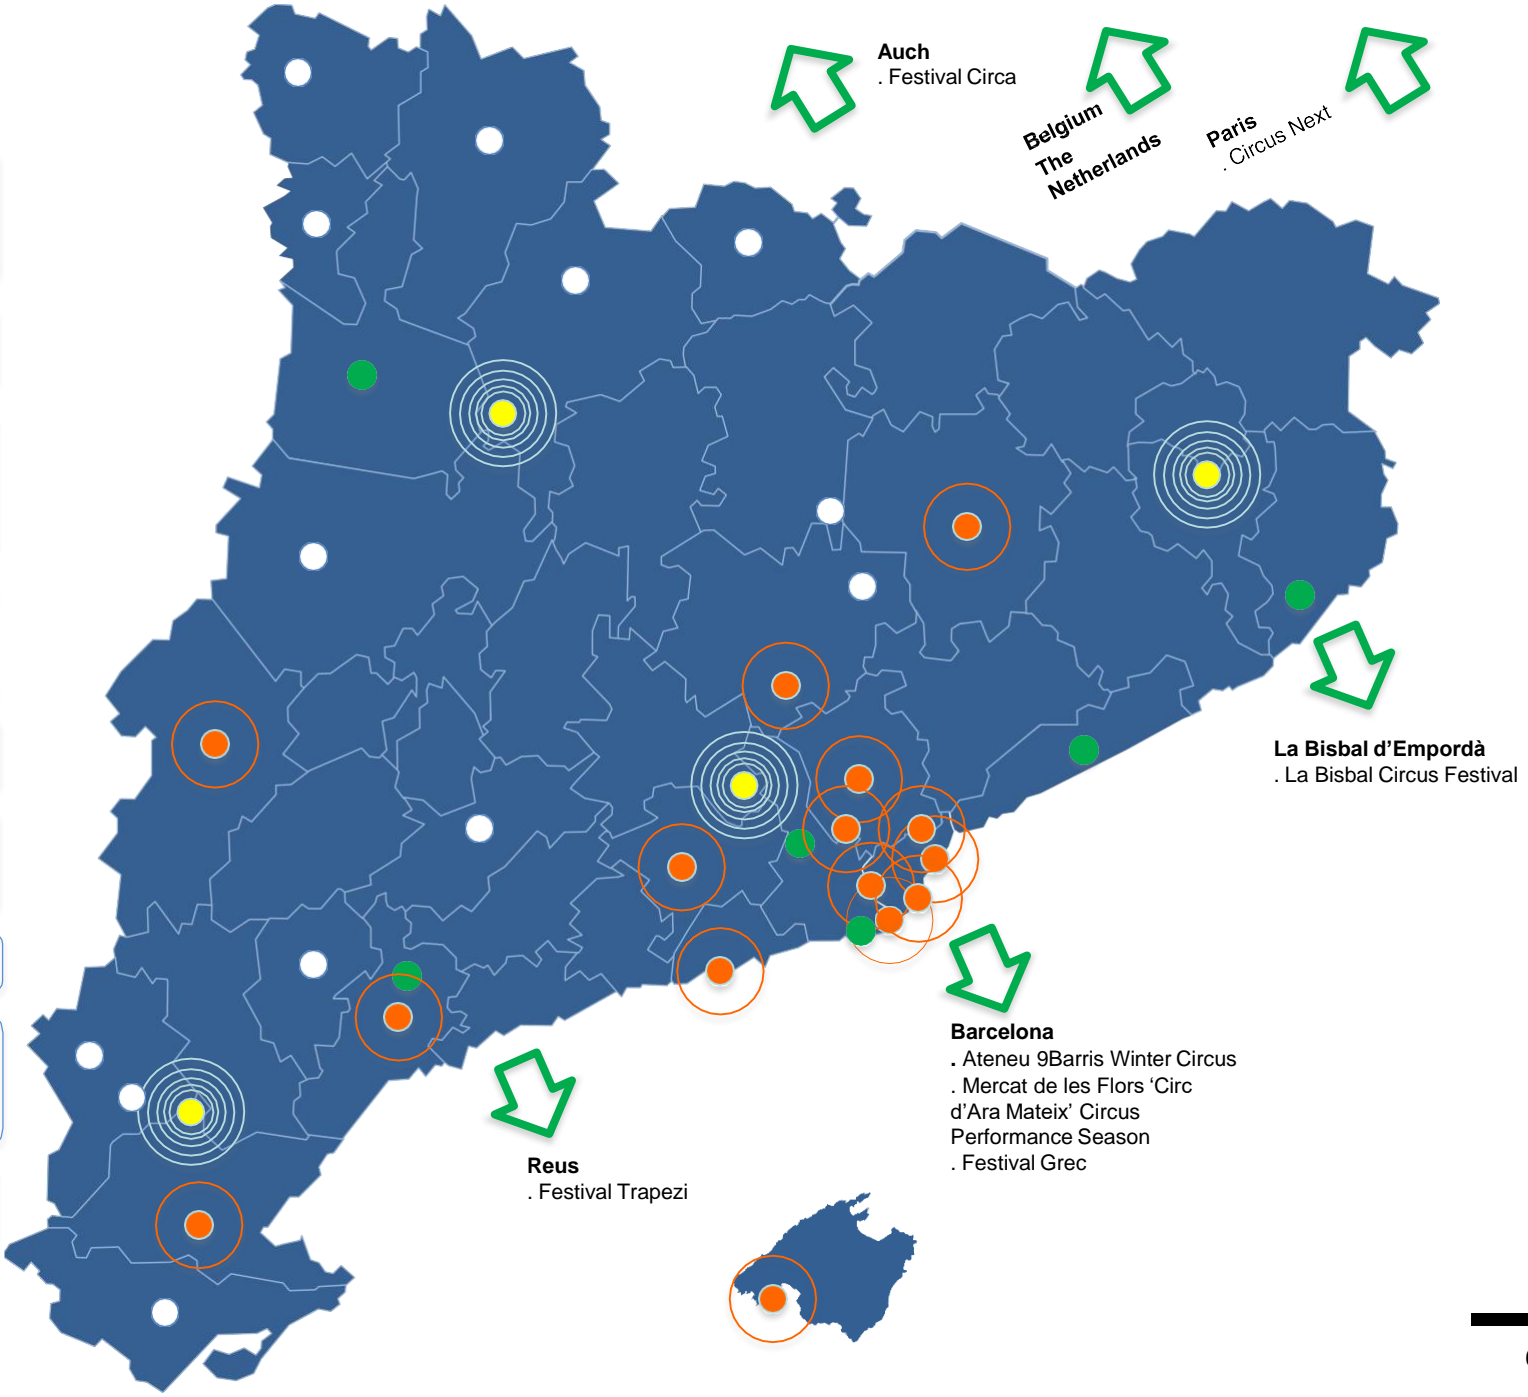 Auch
. Festival Circa
Belgium
The
Netherlands
Paris
. Circus Next
La Bisbal d’Empordà
. La Bisbal Circus Festival
Barcelona
. Ateneu 9Barris Winter Circus
. Mercat de les Flors ‘Circ
d’Ara Mateix’ Circus
Performance Season
. Festival Grec
Reus
. Festival Trapezi